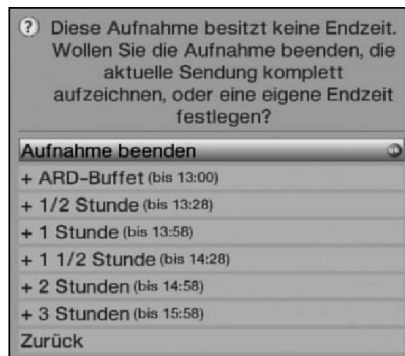 Diese Aufnahme besitzt keine Endzeit.
Wollen Sie die Aufnahme beenden, die
aktuelle Sendung komplett
aufzeichnen, oder eine eigene Endzeit
festlegen?
Aufnahme beenden
+ ARD-Buffet (bis 13:00)
+ 1/2 Stunde (bis 13:28)
+ 1 Stunde (bis 13:58)
+ 1 1/2 Stunde (bis 14:28)
+ 2 Stunden (bis 14:58)
+ 3 Stunden (bis 15:58)
Zurück